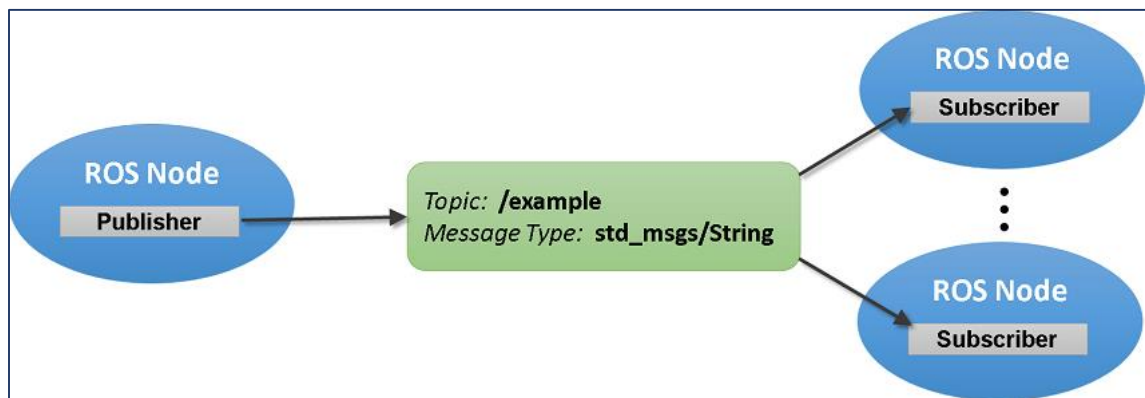 ROS Node
Publisher
Topic: /example
Message Type: std_msgs/String
ROS Node
Subscriber
ROS Node
Subscriber